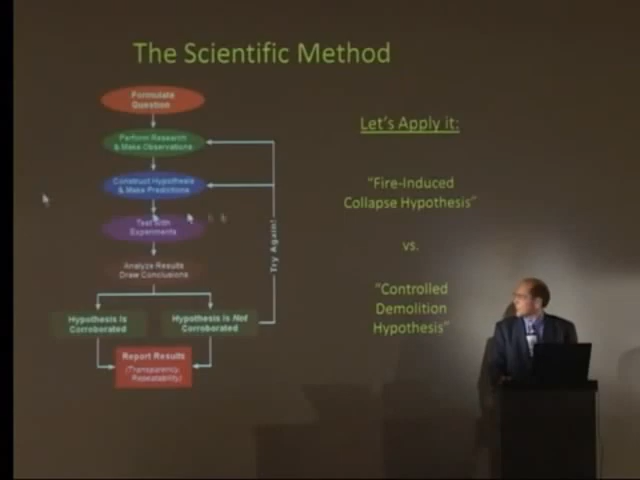 The Scientific Method
Formulate
Question
Perform Research
& Make Observations
Construct Hypothesis
& Make Predictions
Test with
Experiments
Analyze Results
Draw Conclusions
Hypothesis Is
Corroborated
Hypothesis Is Not
Corroborated
Try Again!
Report Results
(Transparency,
Repeatability)
Let's Apply it:
"Fire-Induced
Collapse Hypothesis"
vs.
"Controlled
Demolition
Hypothesis"